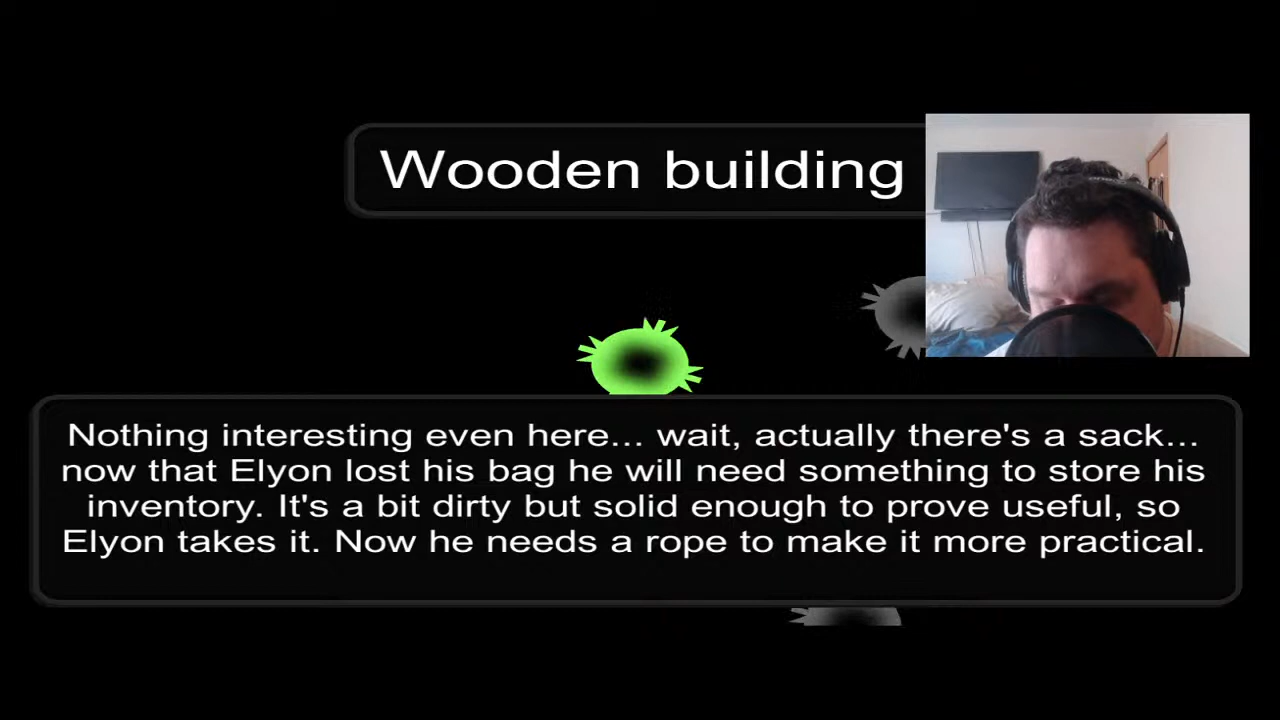 Wooden building
Nothing interesting even here... wait, actually there's a sack...
now that Elyon lost his bag he will need something to store his
inventory. It's a bit dirty but solid enough to prove useful, so
Elyon takes it. Now he needs a rope to make it more practical.